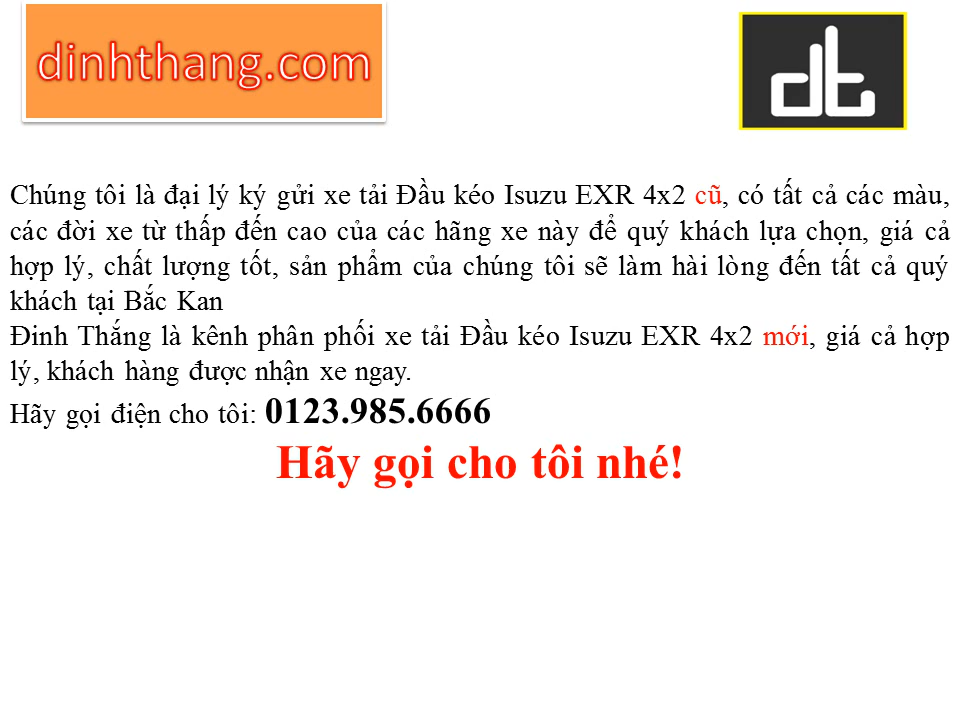 dinhthang.com
dt
Chúng tôi là đại lý ký gửi xe tải Đầu kéo Isuzu EXR 4x2 cũ, có tất cả các màu,
các đời xe từ thấp đến cao của các hãng xe này để quý khách lựa chọn, giá cả
hợp lý, chất lượng tốt, sản phẩm của chúng tôi sẽ làm hài lòng đến tất cả quý
khách tại Bắc Kan
Đinh Thắng là kênh phân phối xe tải Đầu kéo Isuzu EXR 4x2 mới, giá cả hợp
lý, khách hàng được nhận xe ngay.
Hãy gọi điện cho tôi: 0123.985.6666
Hãy gọi cho tôi nhé!